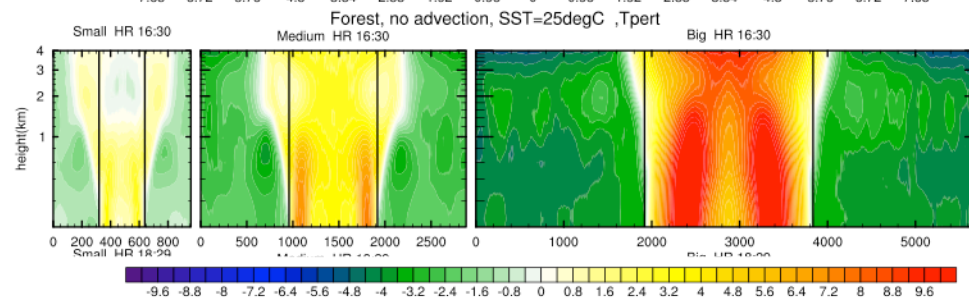 Forest, no advection, SST=25degC ,Tpert
Small HR 16:30 Medium HR 16:30 Big HR 16:30
4
3
2
1
height(km)
0 200 400 600 800 0 500 1000 1500 2000 2500 0 1000 2000 3000 4000 5000
Small HR 18:29
-9.6 -8.8 -8 -7.2 -6.4 -5.6 -4.8 -4 -3.2 -2.4 -1.6 -0.8 0 0.8 1.6 2.4 3.2 4 4.8 5.6 6.4 7.2 8 8.8 9.6